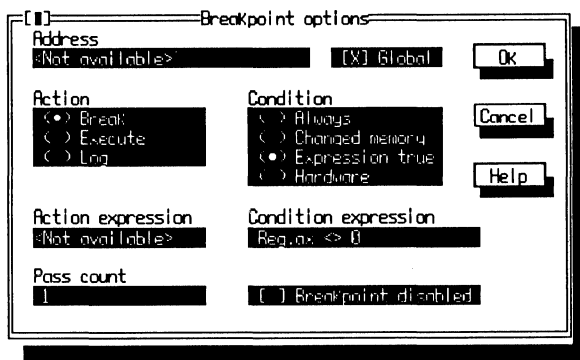 [■] Breakpoint options
Address
<Not available>
[X] Global
Ok
Action
(•) Break
( ) Execute
( ) Log
Condition
( ) Always
( ) Changed memory
(•) Expression true
( ) Hardware
Cancel
Help
Action expression
<Not available>
Condition expression
Reg.ax <> 0
Pass count
1
[ ] Breakpoint disabled